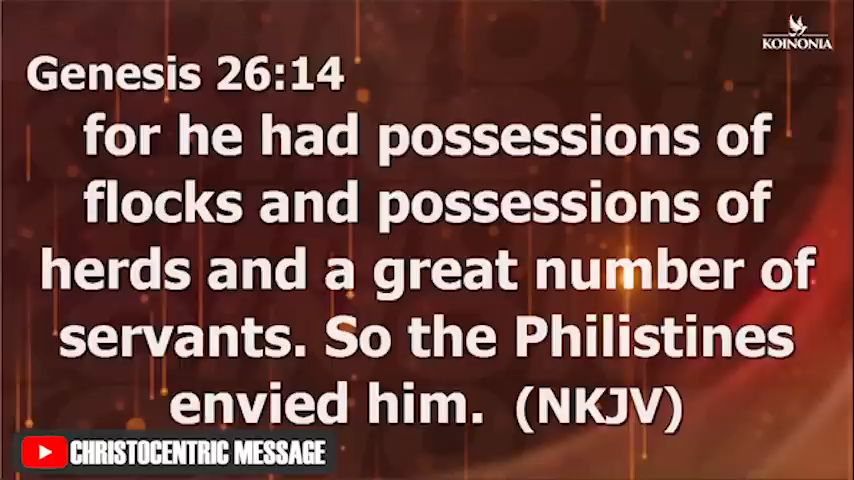 KOINONIA
Genesis 26:14
for he had possessions of
flocks and possessions of
herds and a great number of
servants. So the Philistines
envied him. (NKJV)
CHRISTOCENTRIC MESSAGE